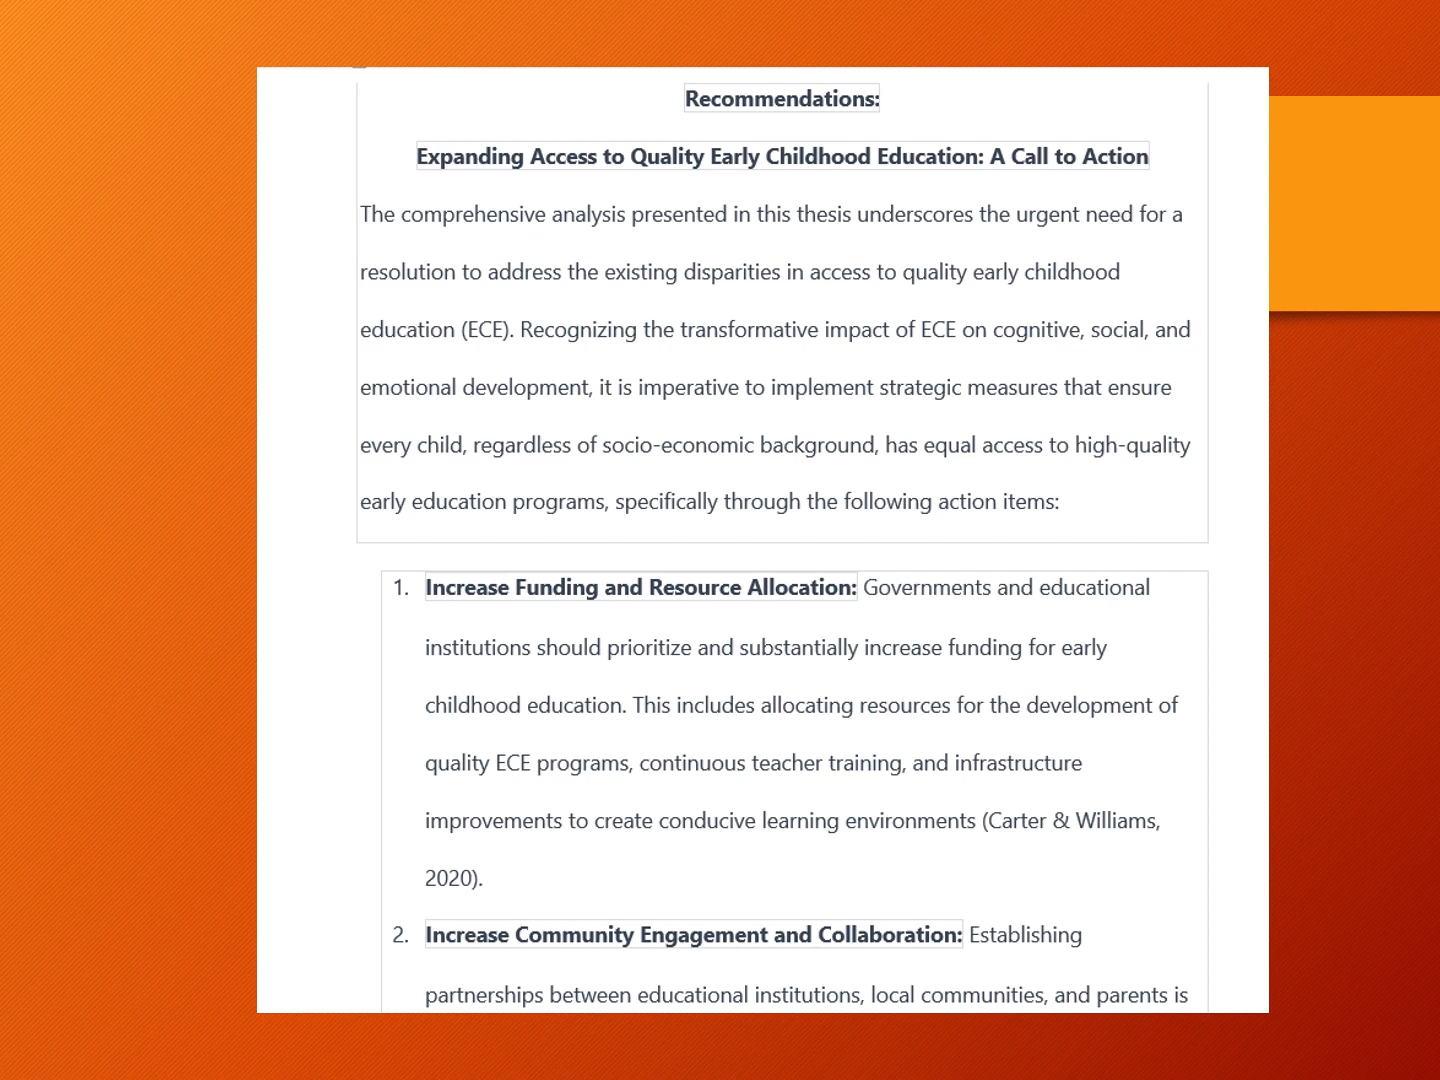 Recommendations:
Expanding Access to Quality Early Childhood Education: A Call to Action
The comprehensive analysis presented in this thesis underscores the urgent need for a
resolution to address the existing disparities in access to quality early childhood
education (ECE). Recognizing the transformative impact of ECE on cognitive, social, and
emotional development, it is imperative to implement strategic measures that ensure
every child, regardless of socio-economic background, has equal access to high-quality
early education programs, specifically through the following action items:
1. Increase Funding and Resource Allocation: Governments and educational
institutions should prioritize and substantially increase funding for early
childhood education. This includes allocating resources for the development of
quality ECE programs, continuous teacher training, and infrastructure
improvements to create conducive learning environments (Carter & Williams,
2020).
2. Increase Community Engagement and Collaboration: Establishing
partnerships between educational institutions, local communities, and parents is